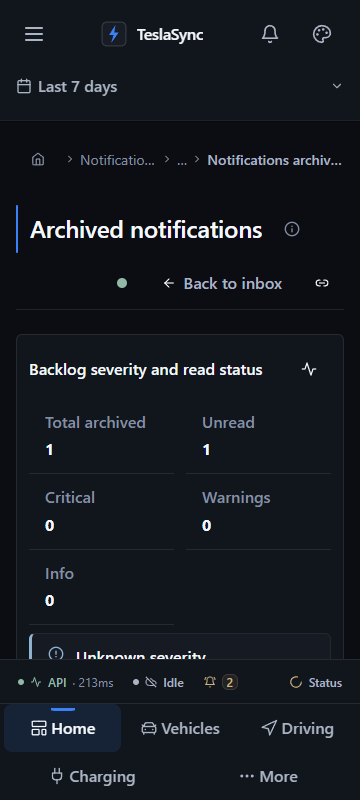 TeslaSync
Last 7 days
Notificatio... ... Notifications archiv...
Archived notifications
Back to inbox
Backlog severity and read status
Total archived Unread
1 1
Critical Warnings
0 0
Info
0
Unknown severity
API · 213ms Idle 2 Status
Home Vehicles Driving
Charging More